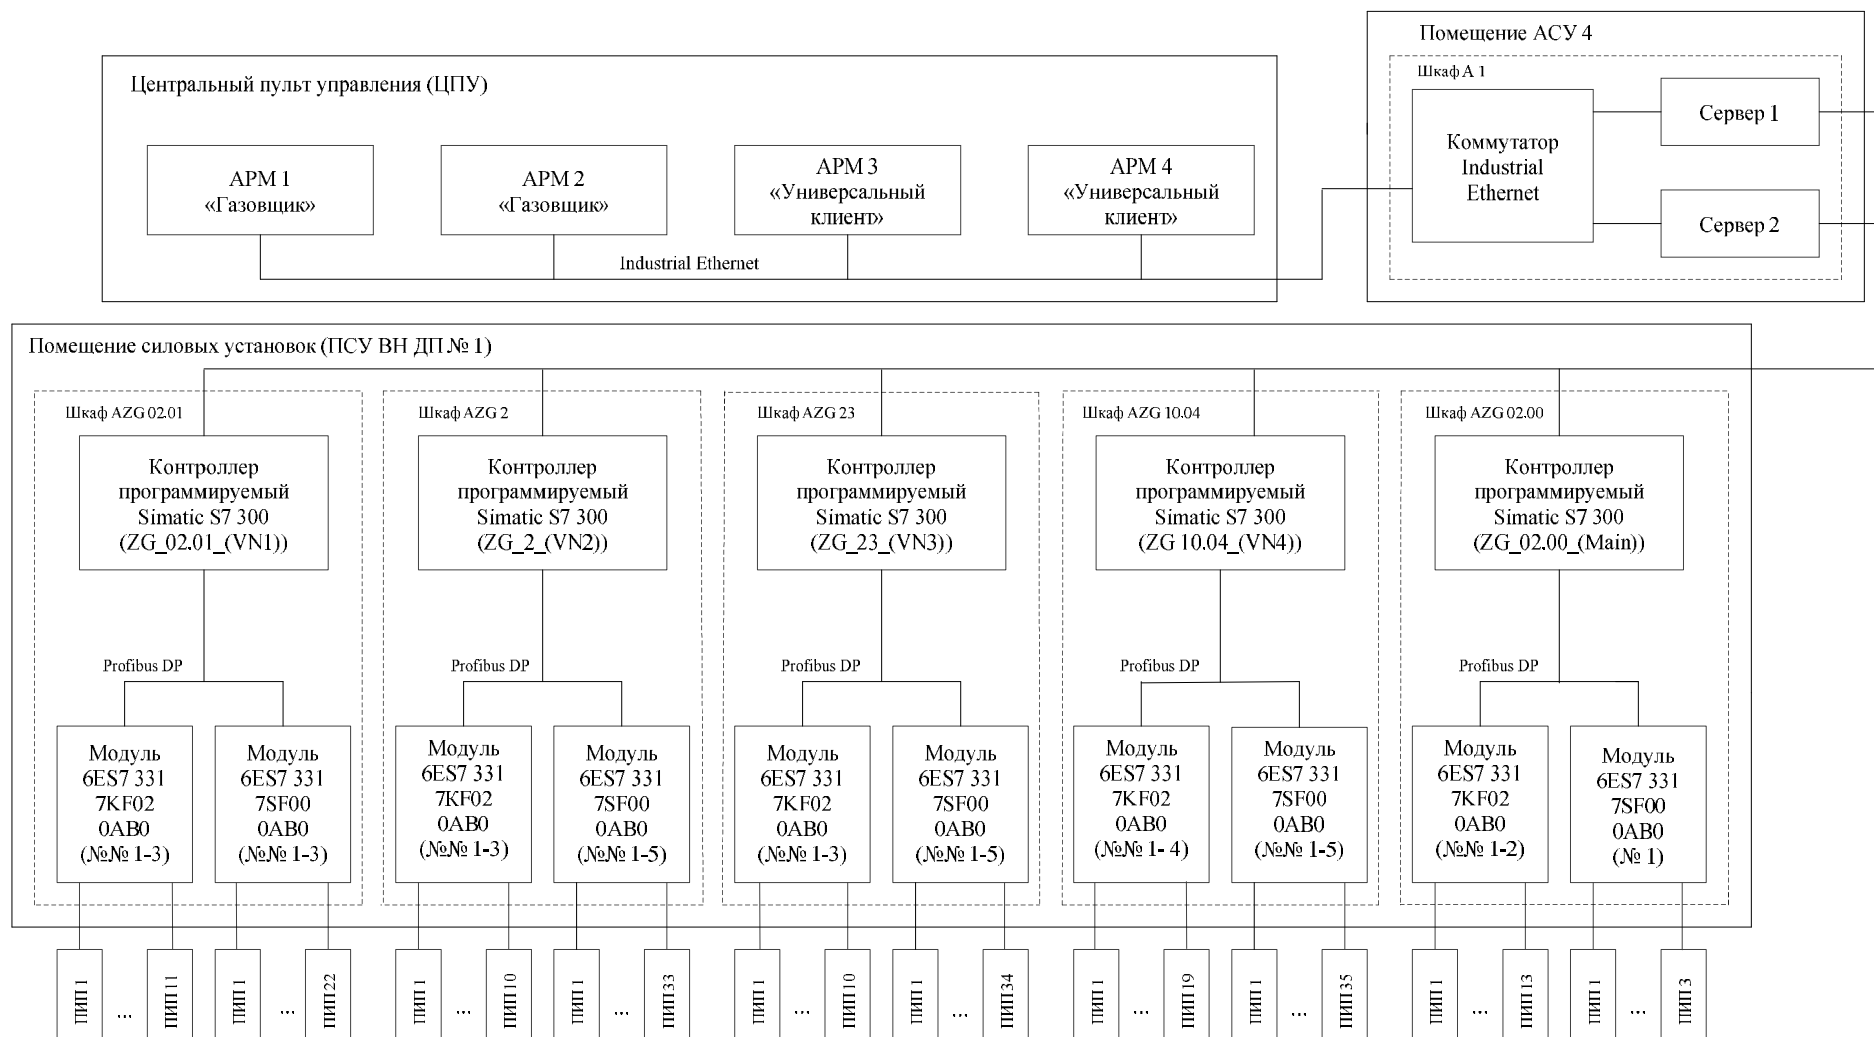 Помещение АСУ 4
Шкаф А 1
Коммутатор
Industrial
Ethernet
Сервер 1
Сервер 2
Центральный пульт управления (ЦПУ)
АРМ 1
«Газовщик»
АРМ 2
«Газовщик»
АРМ 3
«Универсальный
клиент»
АРМ 4
«Универсальный
клиент»
Industrial Ethernet
Помещение силовых установок (ПСУ ВН ДП № 1)
Шкаф AZG 02.01
Контроллер
программируемый
Simatic S7 300
(ZG_02.01_(VN1))
Profibus DP
Модуль
6ES7 331
7KF02
0AB0
(№№ 1-3)
Модуль
6ES7 331
7SF00
0AB0
(№№ 1-3)
Шкаф AZG 2
Контроллер
программируемый
Simatic S7 300
(ZG_2_(VN2))
Profibus DP
Модуль
6ES7 331
7KF02
0AB0
(№№ 1-3)
Модуль
6ES7 331
7SF00
0AB0
(№№ 1-5)
Шкаф AZG 23
Контроллер
программируемый
Simatic S7 300
(ZG_23_(VN3))
Profibus DP
Модуль
6ES7 331
7KF02
0AB0
(№№ 1-3)
Модуль
6ES7 331
7SF00
0AB0
(№№ 1-5)
Шкаф AZG 10.04
Контроллер
программируемый
Simatic S7 300
(ZG 10.04_(VN4))
Profibus DP
Модуль
6ES7 331
7KF02
0AB0
(№№ 1- 4)
Модуль
6ES7 331
7SF00
0AB0
(№№ 1-5)
Шкаф AZG 02.00
Контроллер
программируемый
Simatic S7 300
(ZG_02.00_(Main))
Profibus DP
Модуль
6ES7 331
7KF02
0AB0
(№№ 1-2)
Модуль
6ES7 331
7SF00
0AB0
(№ 1)
ПИП 1
...
ПИП 11
ПИП 1
...
ПИП 22
ПИП 1
...
ПИП 10
ПИП 1
...
ПИП 33
ПИП 1
...
ПИП 10
ПИП 1
...
ПИП 34
ПИП 1
...
ПИП 19
ПИП 1
...
ПИП 35
ПИП 1
...
ПИП 13
ПИП 1
...
ПИП 3